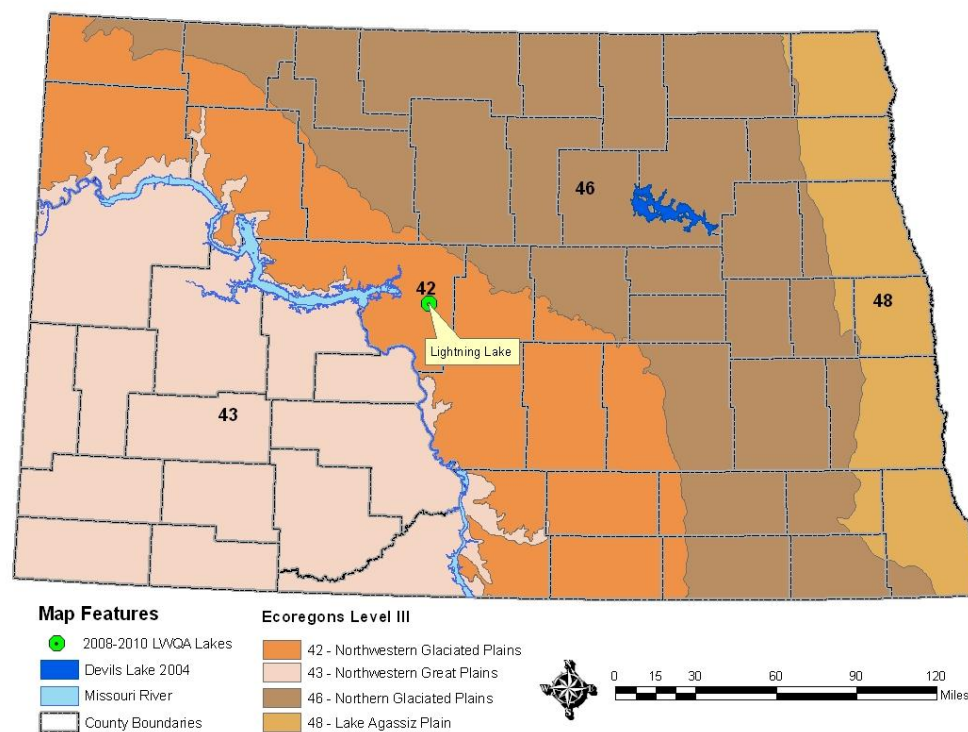 46
42
48
Lightning Lake
43
Map Features
2008-2010 LWQA Lakes
Devils Lake 2004
Missouri River
County Boundaries
Ecoregons Level III
42 - Northwestern Glaciated Plains
43 - Northwestern Great Plains
46 - Northern Glaciated Plains
48 - Lake Agassiz Plain
N
S
0 15 30 60 90 120
Miles